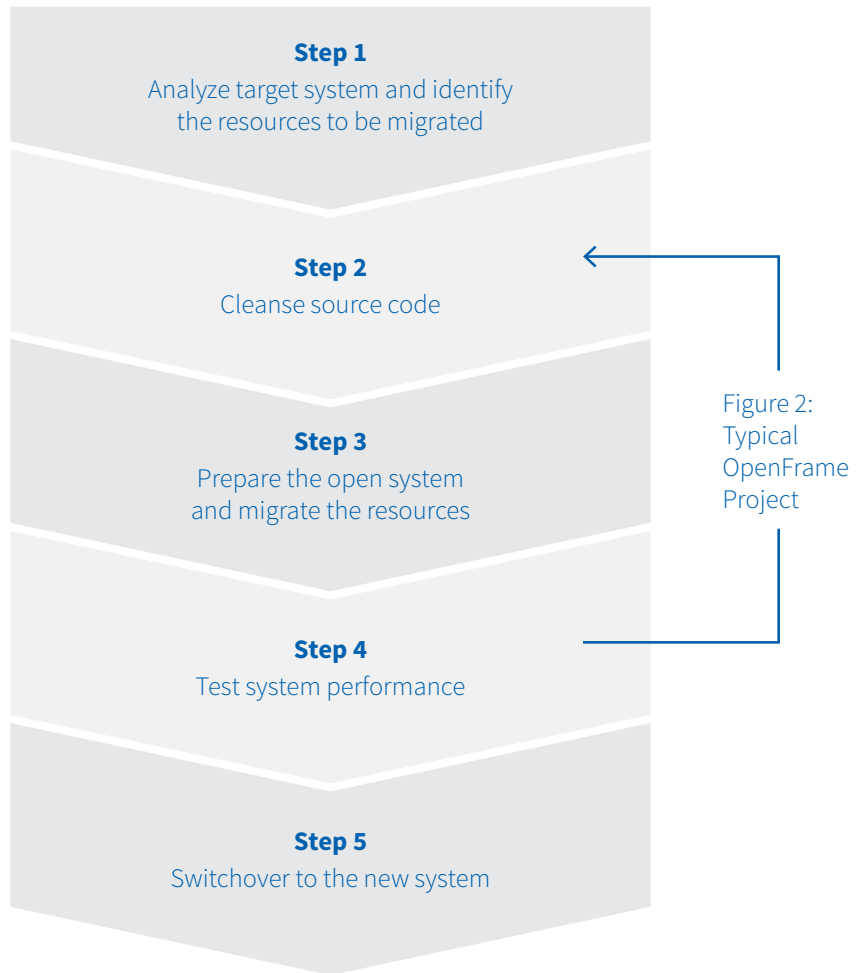 Step 1
Analyze target system and identify
the resources to be migrated
Step 2
Cleanse source code
Step 3
Prepare the open system
and migrate the resources
Figure 2:
Typical
OpenFrame
Project
Step 4
Test system performance
Step 5
Switchover to the new system